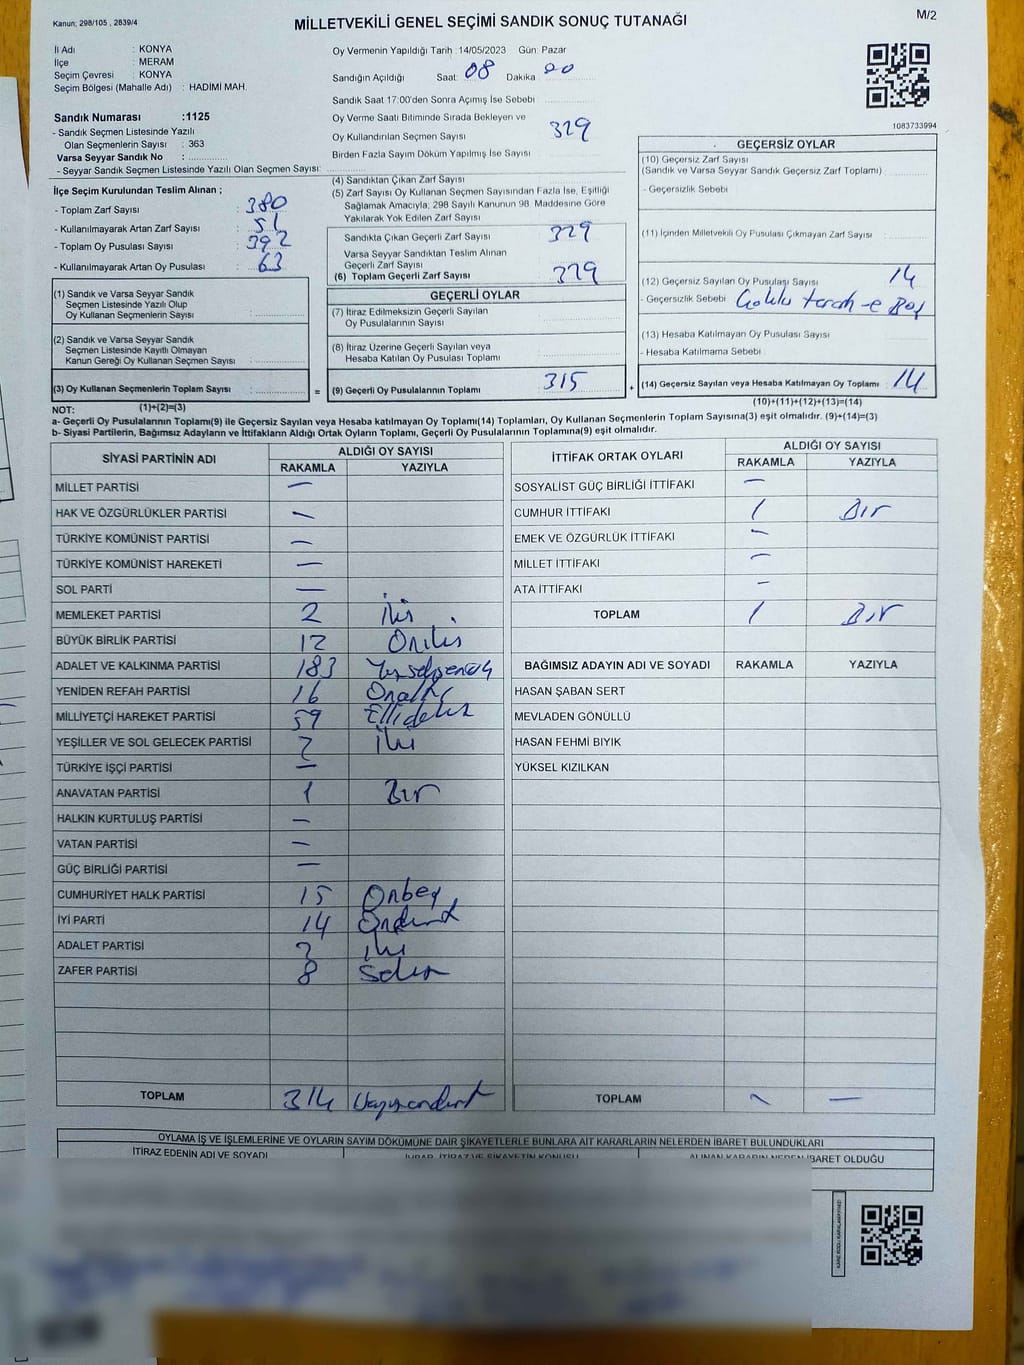 Kanun; 298/105 , 2839/4
MİLLETVEKİLİ GENEL SEÇİMİ SANDIK SONUÇ TUTANAĞI
M/2
İl Adı : KONYA
İlçe : MERAM
Seçim Çevresi : KONYA
Seçim Bölgesi (Mahalle Adı) : HADİMİ MAH.
Oy Vermenin Yapıldığı Tarih :14/05/2023 Gün: Pazar
Sandığın Açıldığı Saat: 08 Dakika 00
Sandık Saat 17:00'den Sonra Açımış İse Sebebi :
Oy Verme Saati Bitiminde Sırada Bekleyen ve
Oy Kullandırılan Seçmen Sayısı 329
Birden Fazla Sayım Döküm Yapılmış İse Sayısı :
1083733994
Sandık Numarası :1125
- Sandık Seçmen Listesinde Yazılı
Olan Seçmenlerin Sayısı : 363
Varsa Seyyar Sandık No :
- Seyyar Sandık Seçmen Listesinde Yazılı Olan Seçmen Sayısı:
İlçe Seçim Kurulundan Teslim Alınan ;
- Toplam Zarf Sayısı : 380
- Kullanılmayarak Artan Zarf Sayısı : 51
- Toplam Oy Pusulası Sayısı : 392
- Kullanılmayarak Artan Oy Pusulası : 63
(1) Sandık ve Varsa Seyyar Sandık
Seçmen Listesinde Yazılı Olup
Oy Kullanan Seçmenlerin Sayısı :
(2) Sandık ve Varsa Seyyar Sandık
Seçmen Listesinde Kayıtlı Olmayan
Kanun Gereği Oy Kullanan Seçmen Sayısı :
(3) Oy Kullanan Seçmenlerin Toplam Sayısı :
(1)+(2)=(3)
(4) Sandıktan Çıkan Zarf Sayısı :
(5) Zarf Sayısı Oy Kullanan Seçmen Sayısından Fazla İse, Eşitliği
Sağlamak Amacıyla; 298 Sayılı Kanunun 98. Maddesine Göre
Yakılarak Yok Edilen Zarf Sayısı :
Sandıkta Çıkan Geçerli Zarf Sayısı 329
Varsa Seyyar Sandıktan Teslim Alınan
Geçerli Zarf Sayısı :
(6) Toplam Geçerli Zarf Sayısı : 329
GEÇERLİ OYLAR
(7) İtiraz Edilmeksizin Geçerli Sayılan
Oy Pusulalarının Sayısı
(8) İtiraz Üzerine Geçerli Sayılan veya
Hesaba Katılan Oy Pusulası Toplamı
= (9) Geçerli Oy Pusulalarının Toplamı : 315 +
GEÇERSİZ OYLAR
(10) Geçersiz Zarf Sayısı
(Sandık ve Varsa Seyyar Sandık Geçersiz Zarf Toplamı) :
- Geçersizlik Sebebi :
(11) İçinden Milletvekili Oy Pusulası Çıkmayan Zarf Sayısı :
(12) Geçersiz Sayılan Oy Pusulası Sayısı 14
- Geçersizlik Sebebi : Çoklu tercih-e Boş
(13) Hesaba Katılmayan Oy Pusulası Sayısı
- Hesaba Katılmama Sebebi :
(14) Geçersiz Sayılan veya Hesaba Katılmayan Oy Toplamı : 14
(10)+(11)+(12)+(13)=(14)
NOT:
a- Geçerli Oy Pusulalarının Toplamı(9) ile Geçersiz Sayılan veya Hesaba katılmayan Oy Toplamı(14) Toplamları, Oy Kullanan Seçmenlerin Toplam Sayısına(3) eşit olmalıdır. (9)+(14)=(3)
b- Siyasi Partilerin, Bağımsız Adayların ve İttifakların Aldığı Ortak Oyların Toplamı, Geçerli Oy Pusulalarının Toplamına(9) eşit olmalıdır.
SİYASİ PARTİNİN ADI ALDIĞI OY SAYISI
RAKAMLA YAZIYLA
MİLLET PARTİSİ —
HAK VE ÖZGÜRLÜKLER PARTİSİ —
TÜRKİYE KOMÜNİST PARTİSİ —
TÜRKİYE KOMÜNİST HAREKETİ —
SOL PARTİ —
MEMLEKET PARTİSİ 2 İki
BÜYÜK BİRLİK PARTİSİ 12 Oniki
ADALET VE KALKINMA PARTİSİ 183 Yüzseksenüç
YENİDEN REFAH PARTİSİ 16 Onaltı
MİLLİYETÇİ HAREKET PARTİSİ 59 Ellidokuz
YEŞİLLER VE SOL GELECEK PARTİSİ 2 İki
TÜRKİYE İŞÇİ PARTİSİ —
ANAVATAN PARTİSİ 1 Bir
HALKIN KURTULUŞ PARTİSİ —
VATAN PARTİSİ —
GÜÇ BİRLİĞİ PARTİSİ —
CUMHURİYET HALK PARTİSİ 15 Onbeş
İYİ PARTİ 14 Ondört
ADALET PARTİSİ 2 İki
ZAFER PARTİSİ 8 Sekiz
TOPLAM 314 Üçyüzondört
İTTİFAK ORTAK OYLARI ALDIĞI OY SAYISI
RAKAMLA YAZIYLA
SOSYALİST GÜÇ BİRLİĞİ İTTİFAKI —
CUMHUR İTTİFAKI 1 Bir
EMEK VE ÖZGÜRLÜK İTTİFAKI —
MİLLET İTTİFAKI —
ATA İTTİFAKI —
TOPLAM 1 Bir
BAĞIMSIZ ADAYIN ADI VE SOYADI RAKAMLA YAZIYLA
HASAN ŞABAN SERT
MEVLADEN GÖNÜLLÜ
HASAN FEHMİ BIYIK
YÜKSEL KIZILKAN
TOPLAM — —
OYLAMA İŞ VE İŞLEMLERİNE VE OYLARIN SAYIM DÖKÜMÜNE DAİR ŞİKAYETLERLE BUNLARA AİT KARARLARIN NELERDEN İBARET BULUNDUKLARI
İTİRAZ EDENİN ADI VE SOYADI İHBAR, İTİRAZ VE ŞİKAYETİN KONUSU ALINAN KARARIN NEDEN İBARET OLDUĞU